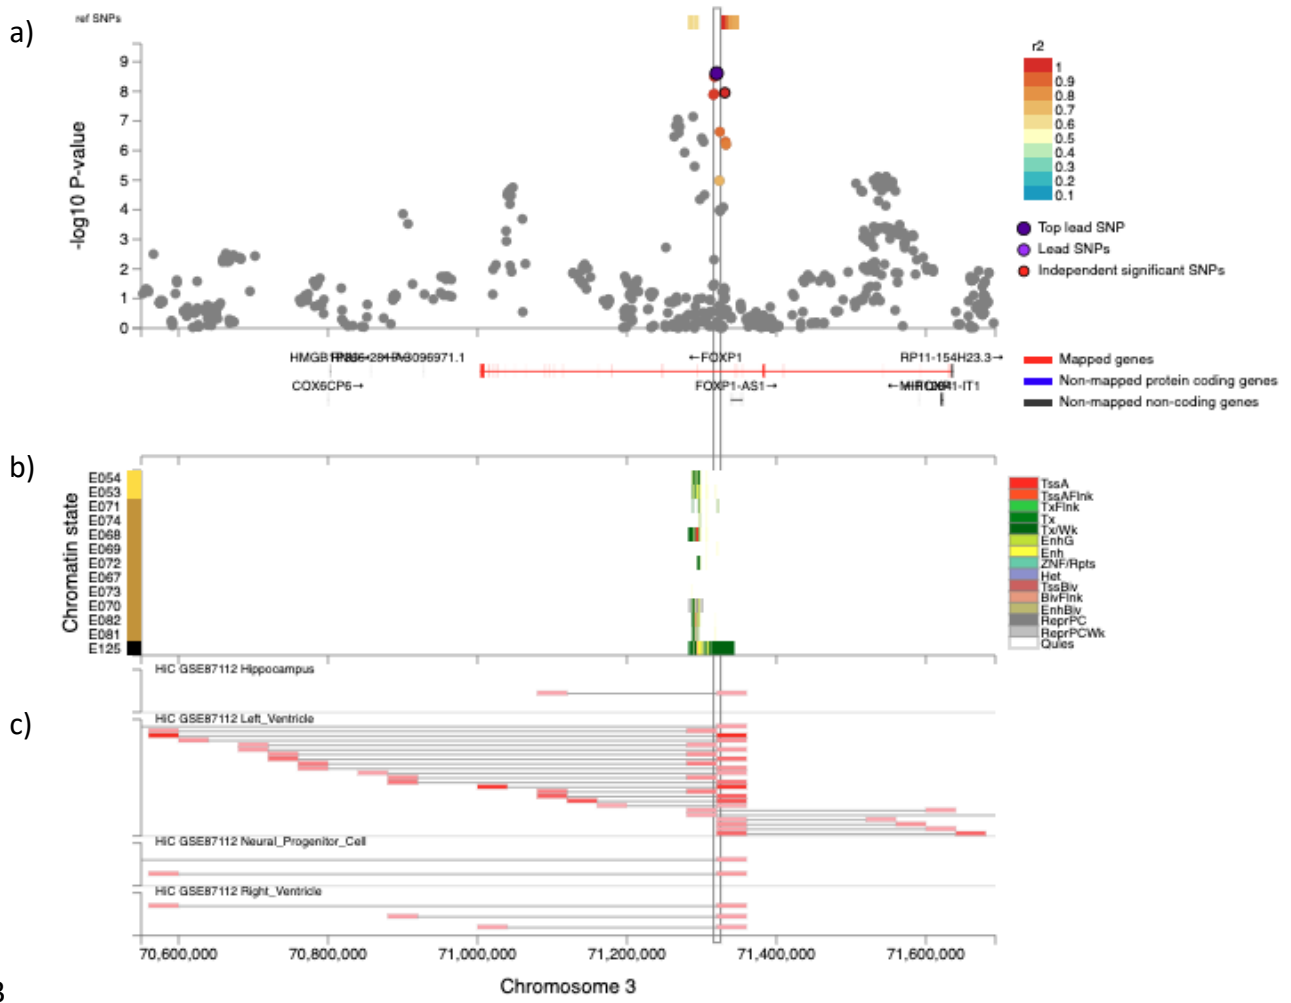 a)
ref SNPs
-log10 P-value
9
8
7
6
5
4
3
2
1
0
r2
1
0.9
0.8
0.7
0.6
0.5
0.4
0.3
0.2
0.1
Top lead SNP
Lead SNPs
Independent significant SNPs
←FOXP1
RP11-154H23.3→
COX6CP6→
FOXP1-AS1→
Mapped genes
Non-mapped protein coding genes
Non-mapped non-coding genes
b)
Chromatin state
E054
E053
E071
E074
E068
E069
E072
E067
E073
E070
E082
E081
E125
TssA
TssAFlnk
TxFlnk
Tx
Tx/Wk
EnhG
Enh
ZNF/Rpts
Het
TssBiv
BivFlnk
EnhBiv
ReprPC
ReprPCWk
Quies
c)
HiC GSE87112 Hippocampus
HiC GSE87112 Left_Ventricle
HiC GSE87112 Neural_Progenitor_Cell
HiC GSE87112 Right_Ventricle
70,600,000 70,800,000 71,000,000 71,200,000 71,400,000 71,600,000
Chromosome 3